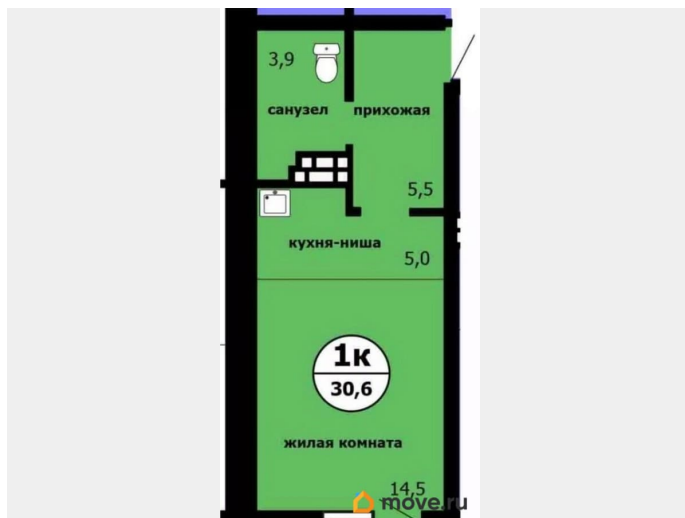 3,9
санузел прихожая
5,5
кухня-ниша
5,0
1к
30,6
жилая комната
14,5
move.ru